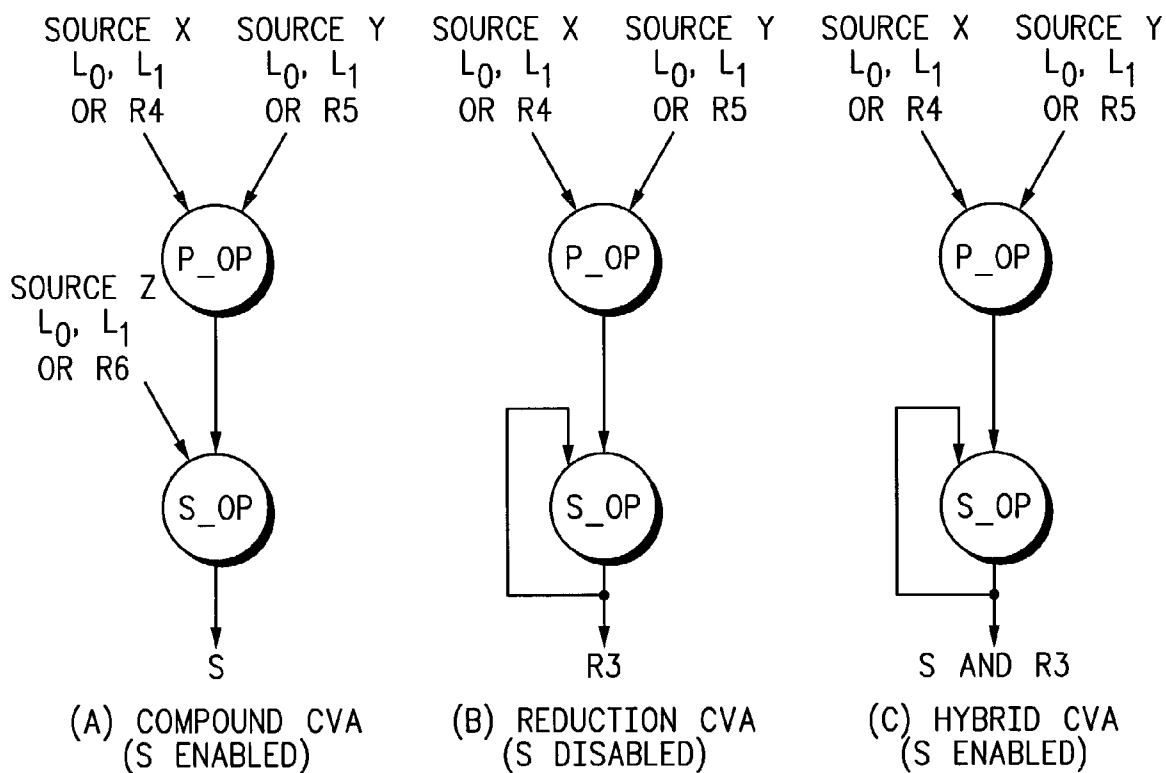 SOURCE X
L0, L1
OR R4
SOURCE Y
L0, L1
OR R5
P_OP
SOURCE Z
L0, L1
OR R6
S_OP
S
(A) COMPOUND CVA
(S ENABLED)
SOURCE X
L0, L1
OR R4
SOURCE Y
L0, L1
OR R5
P_OP
S_OP
R3
(B) REDUCTION CVA
(S DISABLED)
SOURCE X
L0, L1
OR R4
SOURCE Y
L0, L1
OR R5
P_OP
S_OP
S AND R3
(C) HYBRID CVA
(S ENABLED)